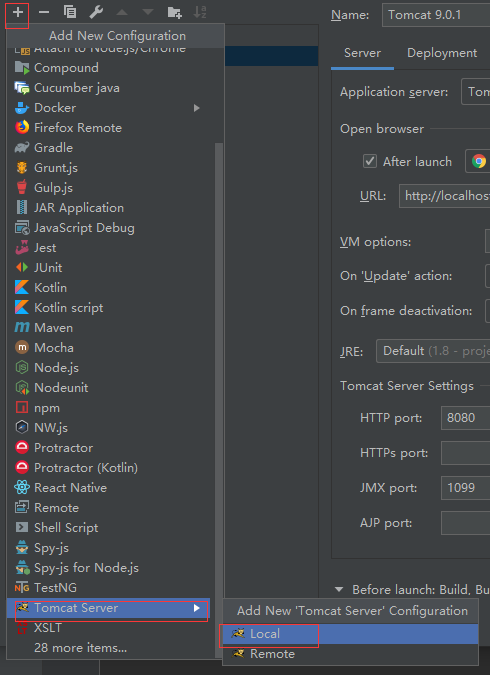 Add New Configuration
Attach to Node.js/Chrome
Compound
Cucumber java
Docker
Firefox Remote
Gradle
Grunt.js
Gulp.js
JAR Application
JavaScript Debug
Jest
JUnit
Kotlin
Kotlin script
Maven
Mocha
Node.js
Nodeunit
npm
NW.js
Protractor
Protractor (Kotlin)
React Native
Remote
Shell Script
Spy-js
Spy-js for Node.js
TestNG
Tomcat Server
XSLT
28 more items...
Add New 'Tomcat Server' Configuration
Local
Remote
Name: Tomcat 9.0.1
Server Deployment
Application server: Tom
Open browser
After launch
URL: http://localhos
VM options:
On 'Update' action:
On frame deactivation:
JRE: Default (1.8 - proj
Tomcat Server Settings
HTTP port: 8080
HTTPs port:
JMX port: 1099
AJP port:
Before launch: Build, Bu